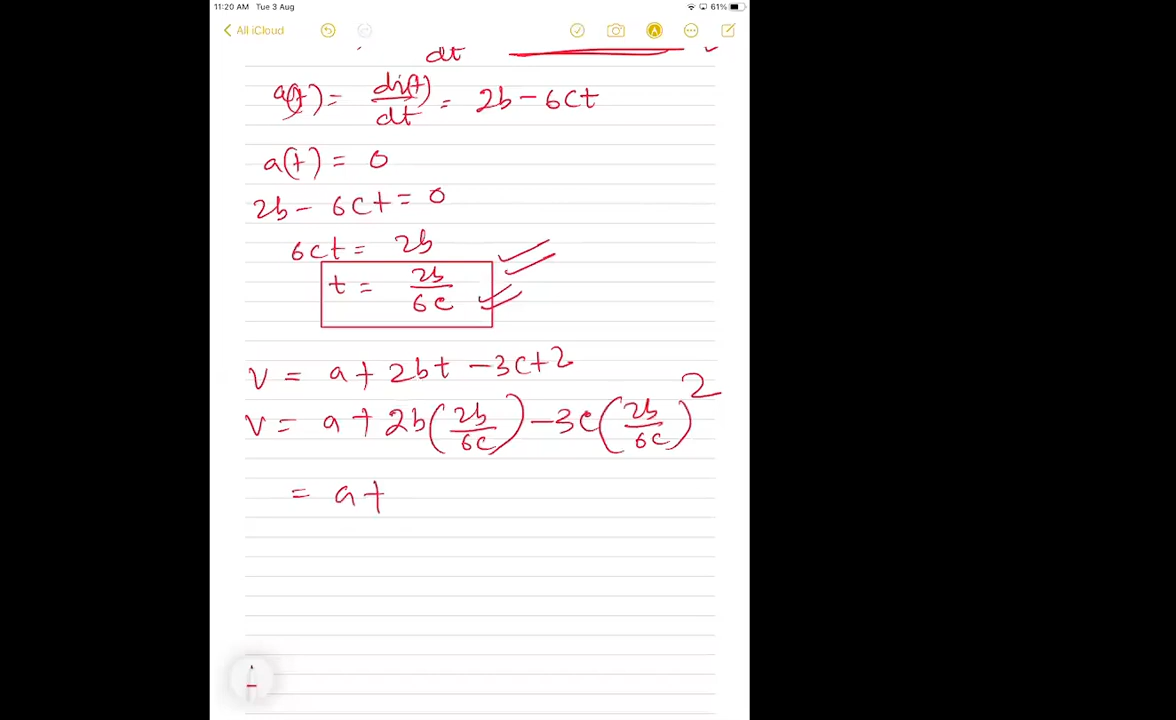 11:20 AM Tue 3 Aug 61%
All iCloud
dt
a(t) = dv(t)/dt = 2b - 6ct
a(t) = 0
2b - 6ct = 0
6ct = 2b
t = 2b/6c
v = a + 2bt - 3ct2
v = a + 2b(2b/6c) - 3c(2b/6c)^2
= a +